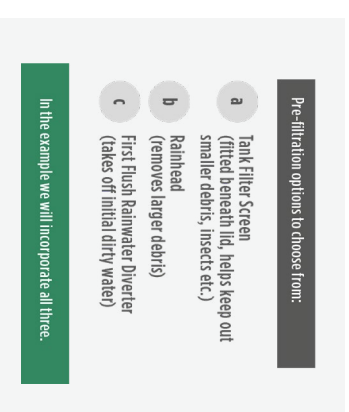 Pre-filtration options to choose from:
a
Tank Filter Screen
(fitted beneath lid, helps keep out
smaller debris, insects etc.)
b
Rainhead
(removes larger debris)
c
First Flush Rainwater Diverter
(takes off initial dirty water)
In the example we will incorporate all three.